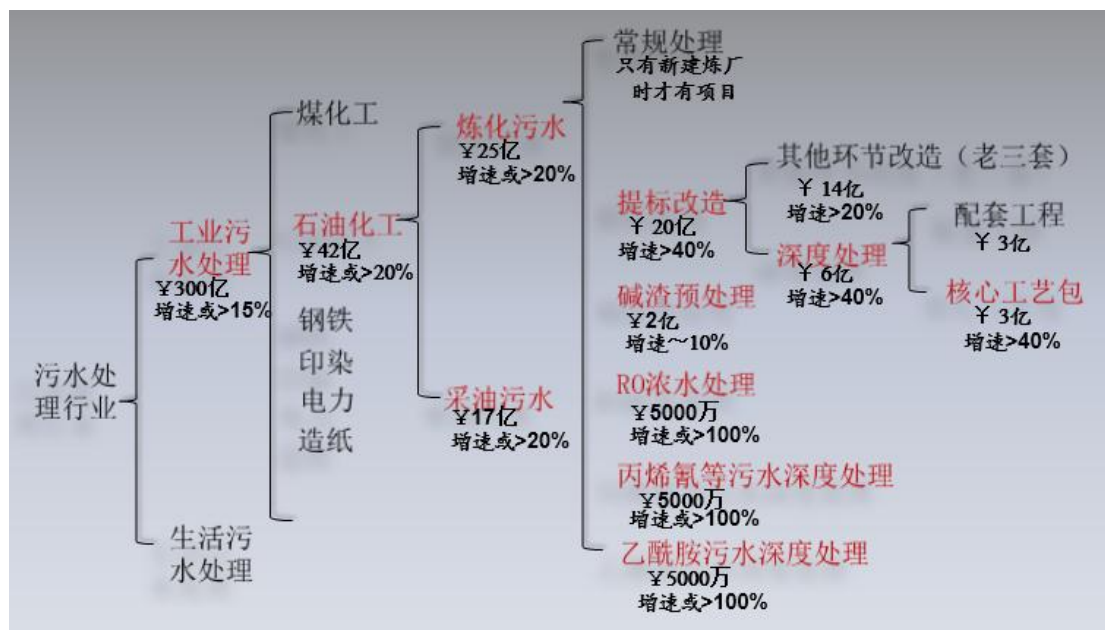 污水处
理行业
工业污
水处理
¥300亿
增速或>15%
生活污
水处理
煤化工
石油化工
¥42亿
增速或>20%
钢铁
印染
电力
造纸
炼化污水
¥25亿
增速或>20%
采油污水
¥17亿
增速或>20%
常规处理
只有新建炼厂
时才有项目
提标改造
¥ 20亿
增速>40%
碱渣预处理
¥2亿
增速~10%
RO浓水处理
¥5000万
增速或>100%
丙烯氰等污水深度处理
¥5000万
增速或>100%
乙酰胺污水深度处理
¥5000万
增速或>100%
其他环节改造（老三套）
¥ 14亿
增速>20%
深度处理
¥ 6亿
增速>40%
配套工程
¥ 3亿
核心工艺包
¥ 3亿
增速>40%